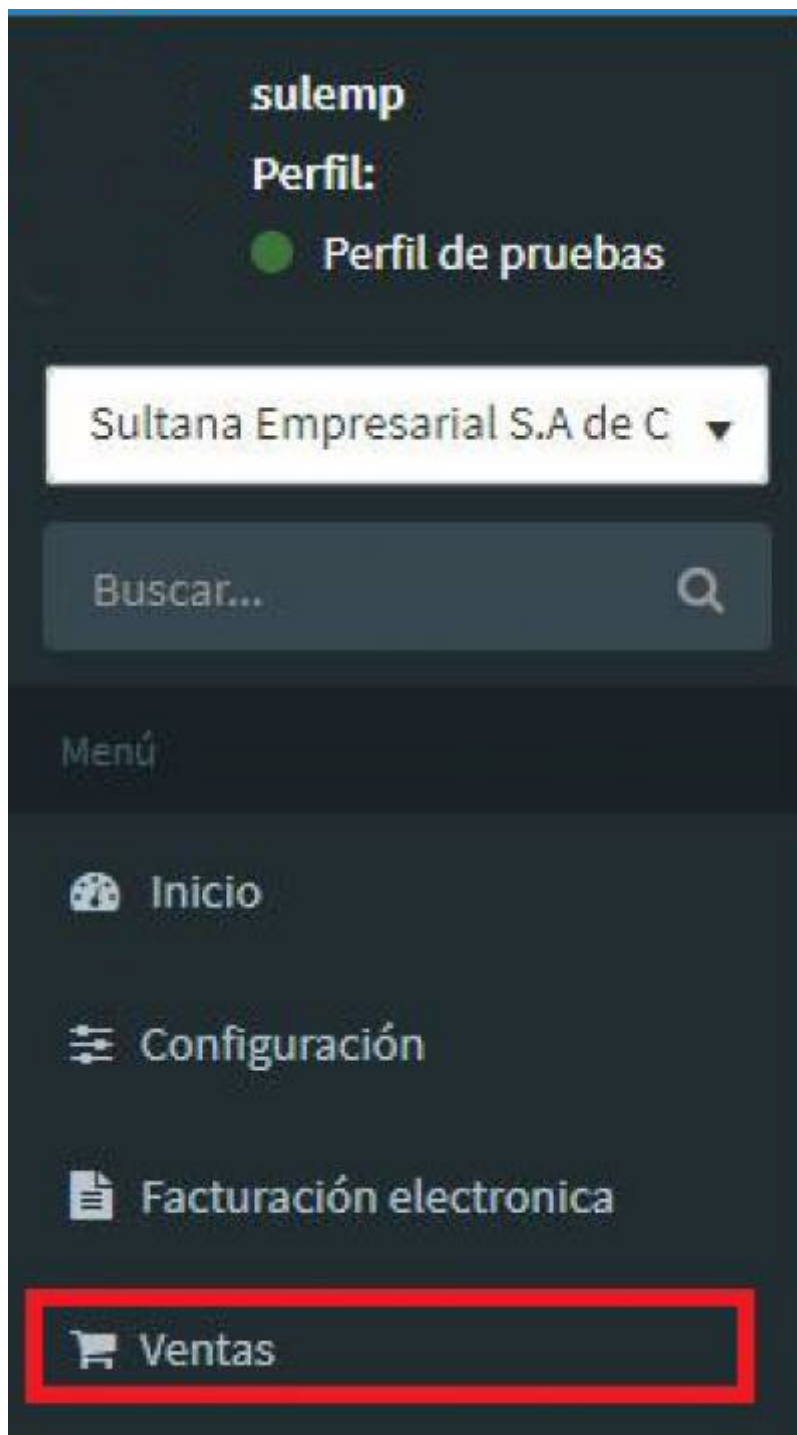 sulemp
Perfil:
Perfil de pruebas
Sultana Empresarial S.A de C
Buscar...
Menú
Inicio
Configuración
Facturación electronica
Ventas